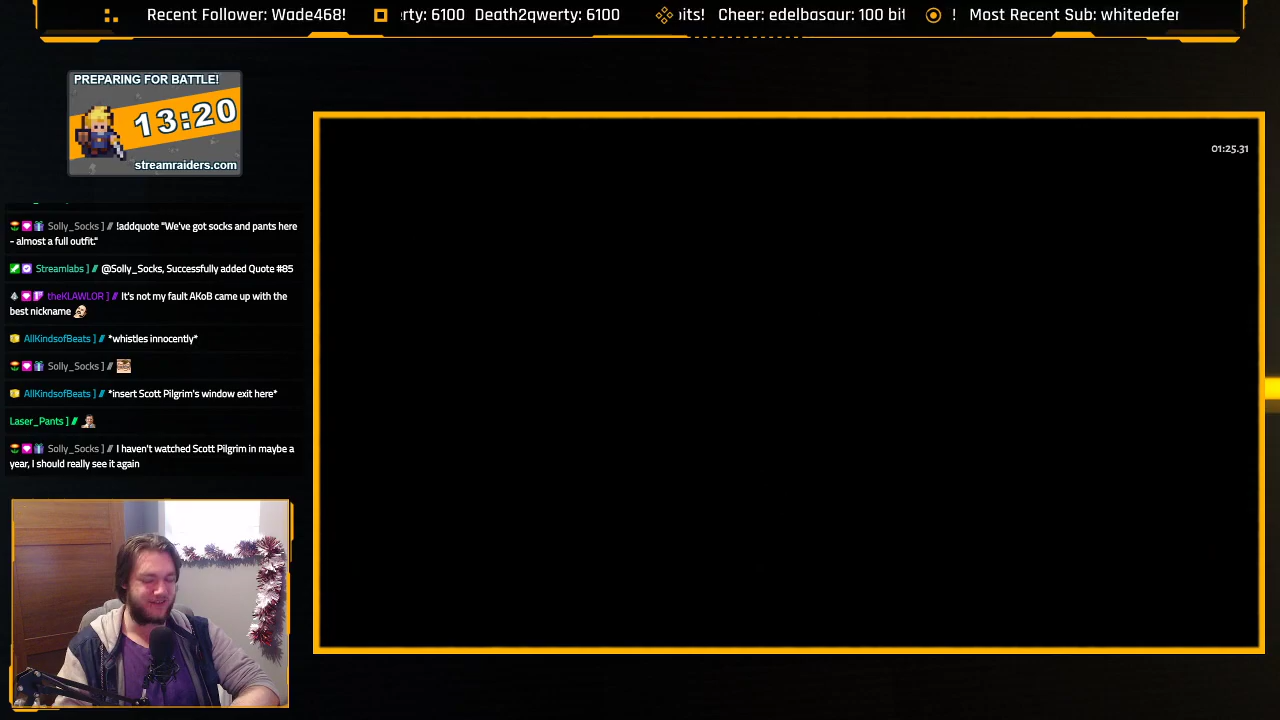 Recent Follower: Wade468!
erty: 6100 Death2qwerty: 6100
bits! Cheer: edelbasaur: 100 bit
! Most Recent Sub: whitedefer
PREPARING FOR BATTLE!
13:20
streamraiders.com
01:25.31
Solly_Socks ] // !addquote "We've got socks and pants here
- almost a full outfit."
Streamlabs ] // @Solly_Socks, Successfully added Quote #85
theKLAWLOR ] // It's not my fault AKoB came up with the
best nickname
AllKindsofBeats ] // *whistles innocently*
Solly_Socks ] //
AllKindsofBeats ] // *insert Scott Pilgrim's window exit here*
Laser_Pants ] //
Solly_Socks ] // I haven't watched Scott Pilgrim in maybe a
year, I should really see it again